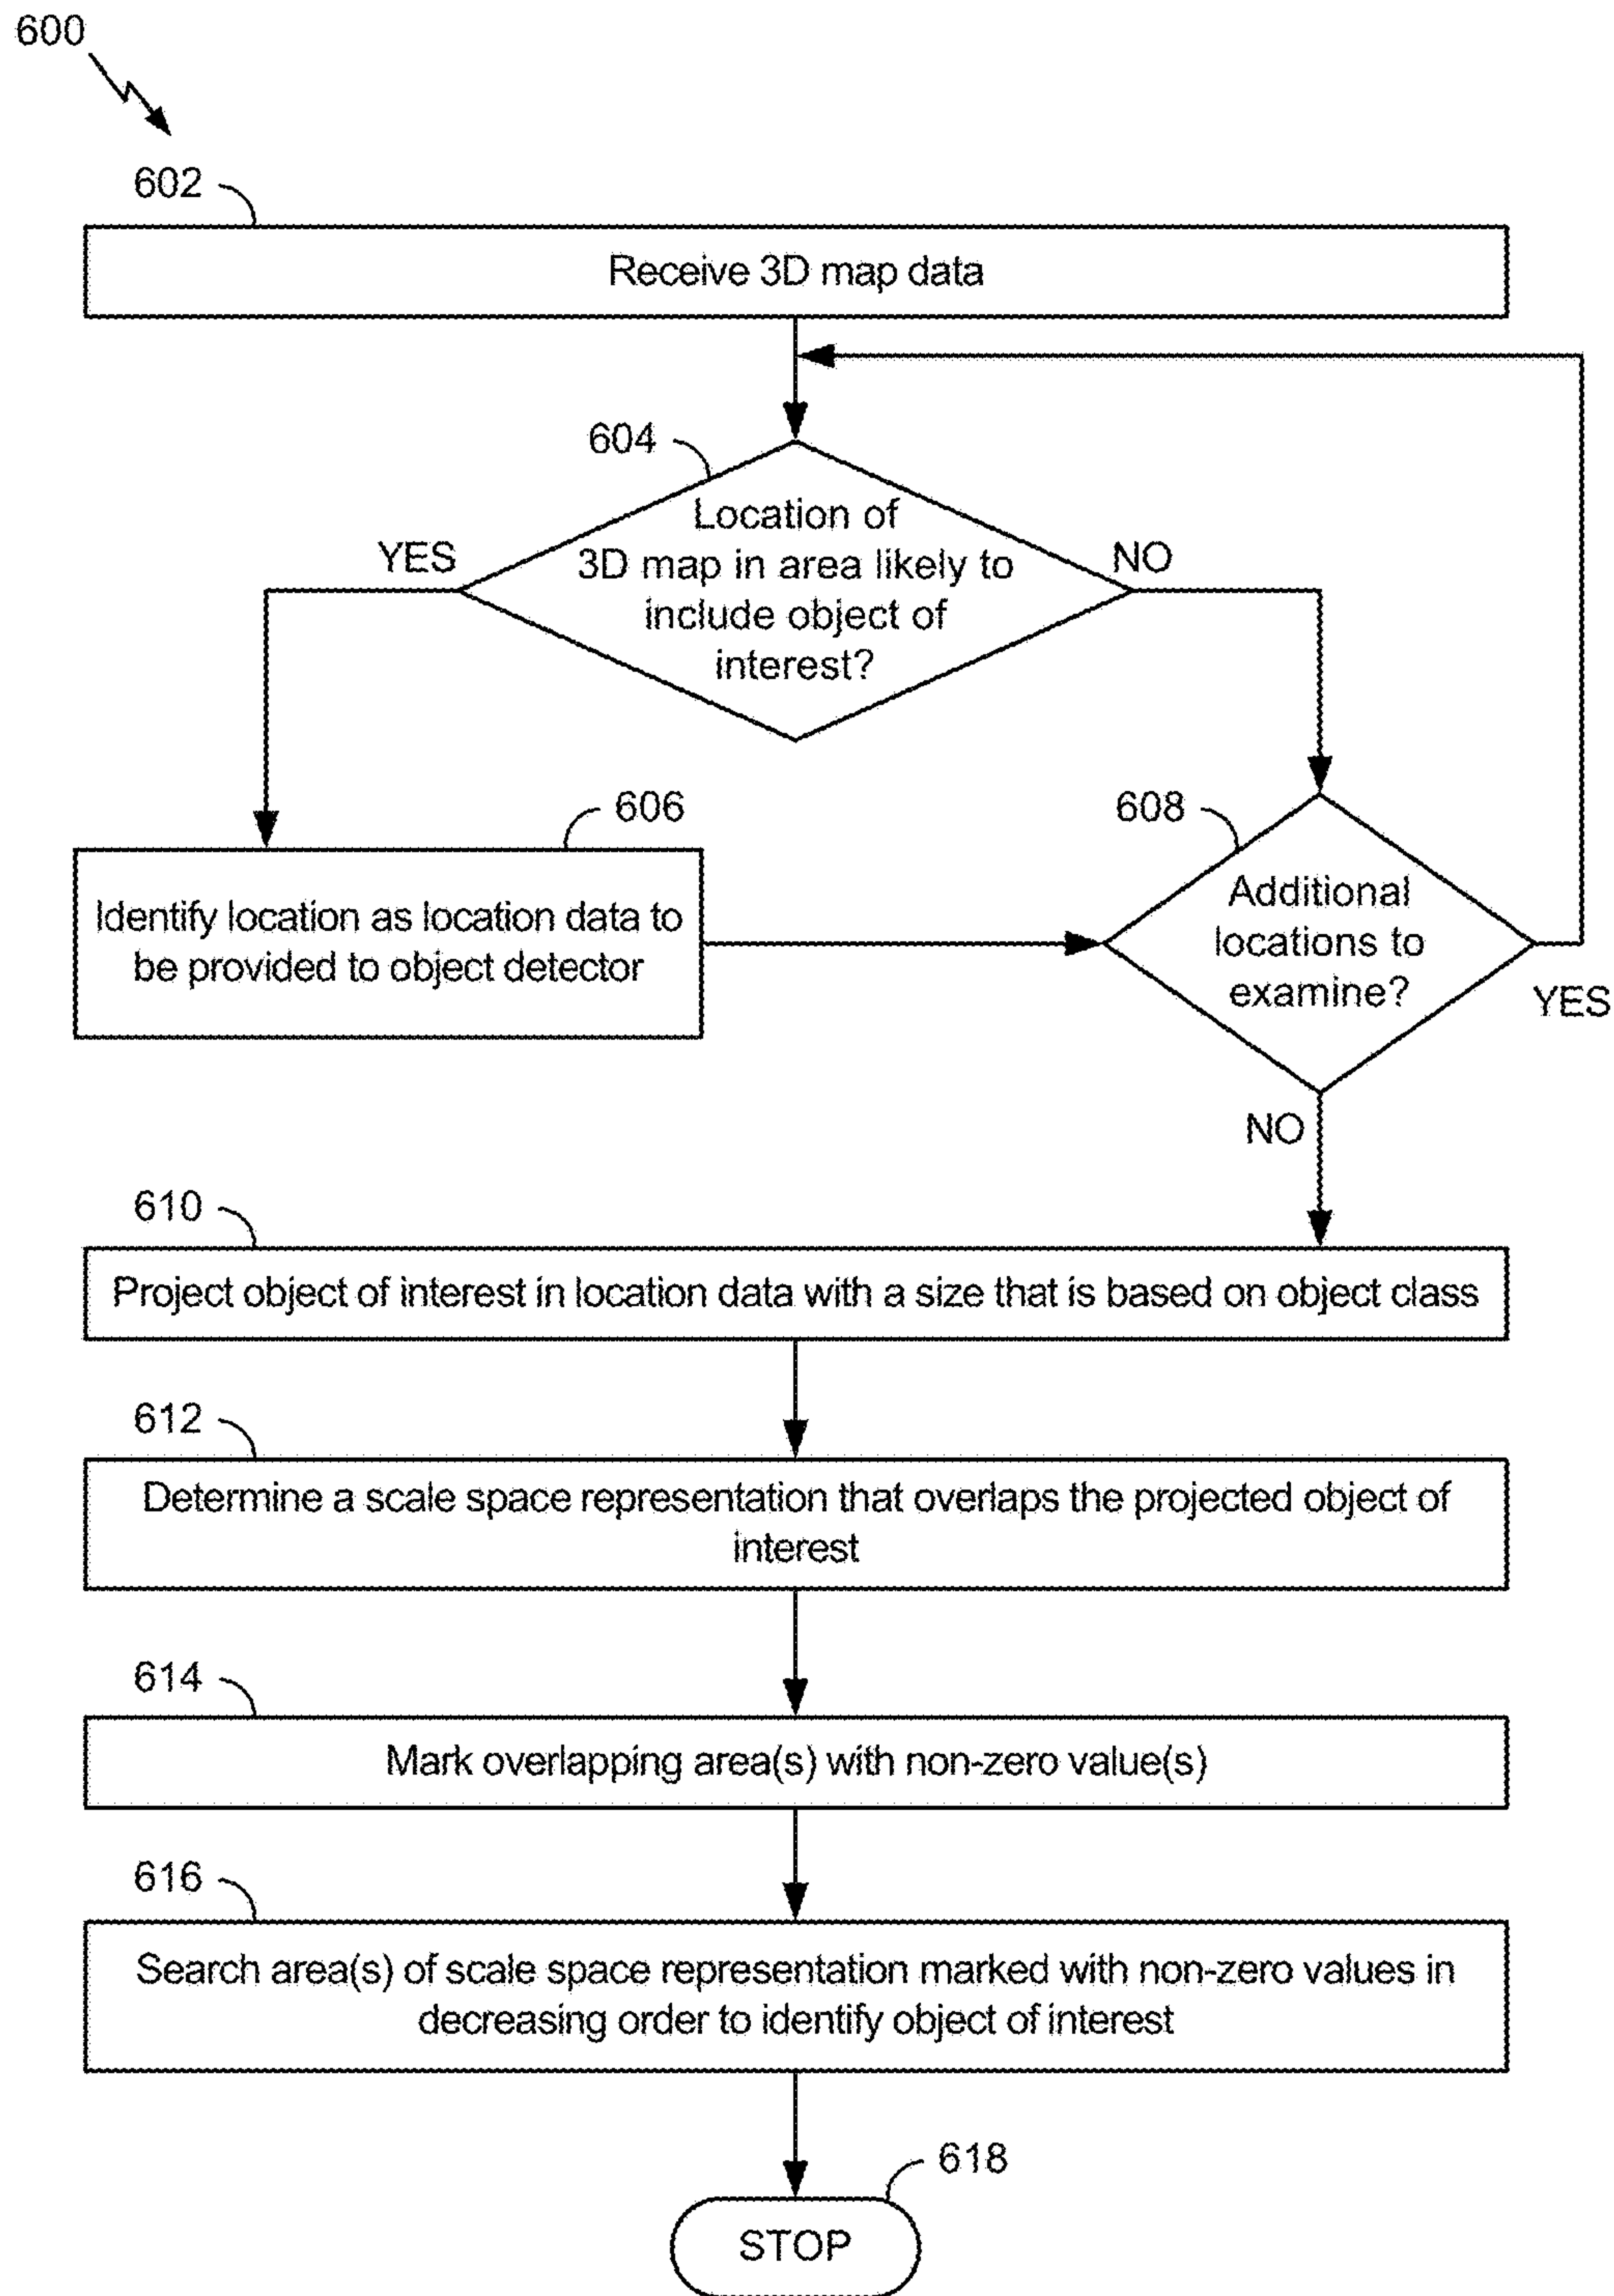 600
602
Receive 3D map data
604
Location of
3D map in area likely to
include object of
interest?
YES
NO
606
Identify location as location data to
be provided to object detector
608
Additional
locations to
examine?
YES
NO
610
Project object of interest in location data with a size that is based on object class
612
Determine a scale space representation that overlaps the projected object of
interest
614
Mark overlapping area(s) with non-zero value(s)
616
Search area(s) of scale space representation marked with non-zero values in
decreasing order to identify object of interest
618
STOP